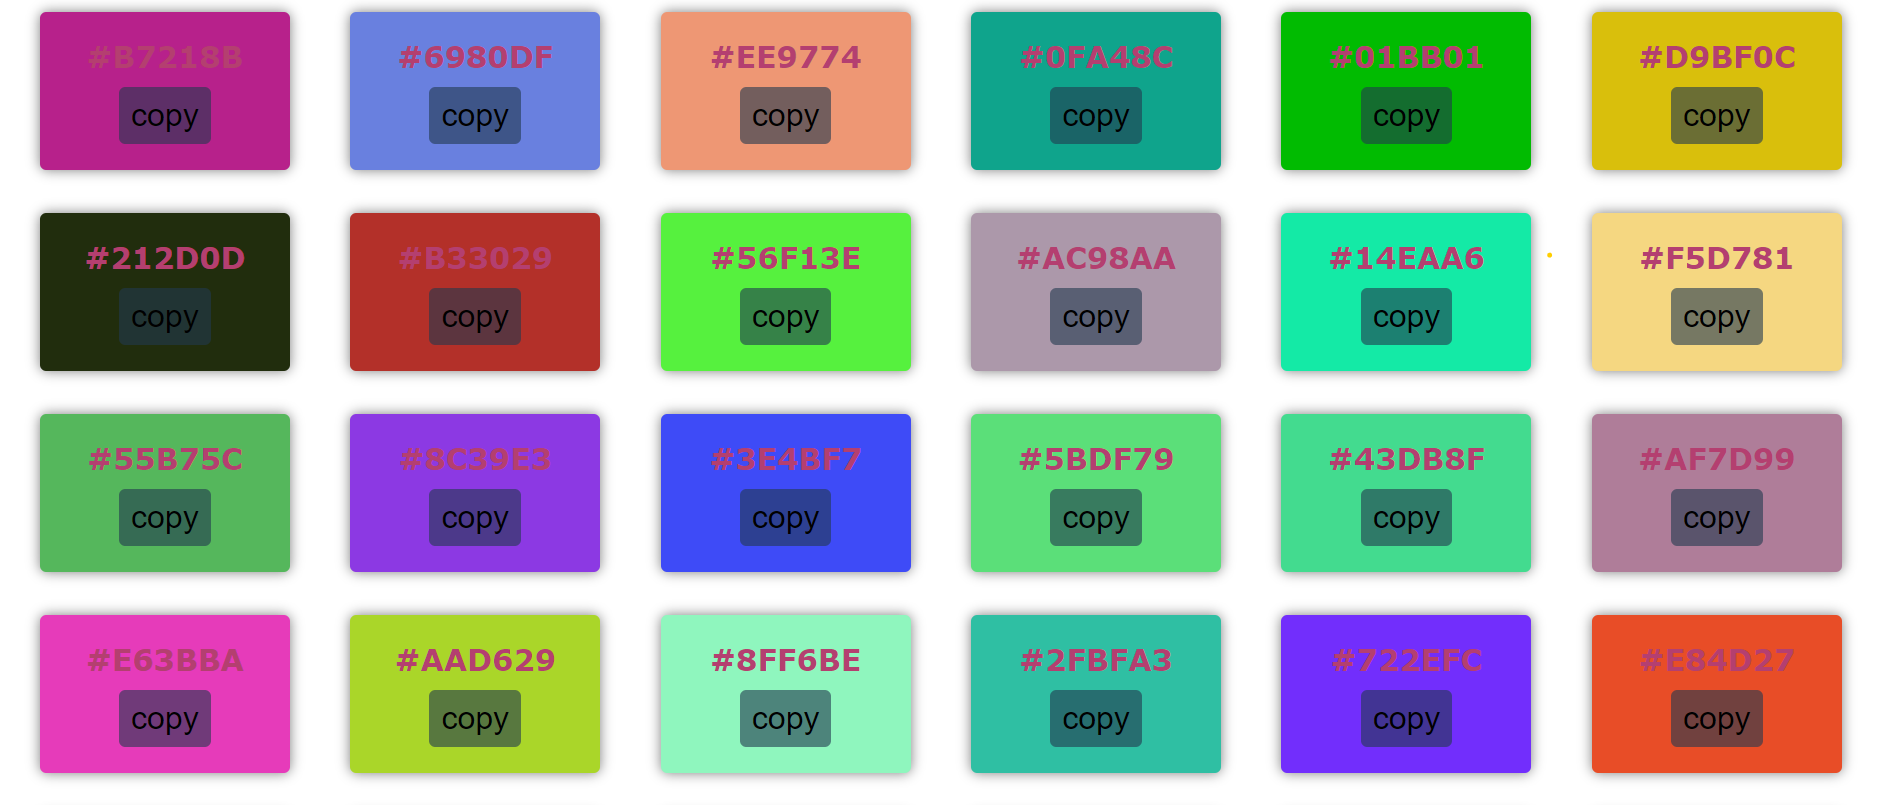 #B7218B #6980DF #EE9774 #0FA48C #01BB01 #D9BF0C
copy copy copy copy copy copy
#212D0D #B33029 #56F13E #AC98AA #14EAA6 #F5D781
copy copy copy copy copy copy
#55B75C #8C39E3 #3E4BF7 #5BDF79 #43DB8F #AF7D99
copy copy copy copy copy copy
#E63BBA #AAD629 #8FF6BE #2FBFA3 #722EFC #E84D27
copy copy copy copy copy copy